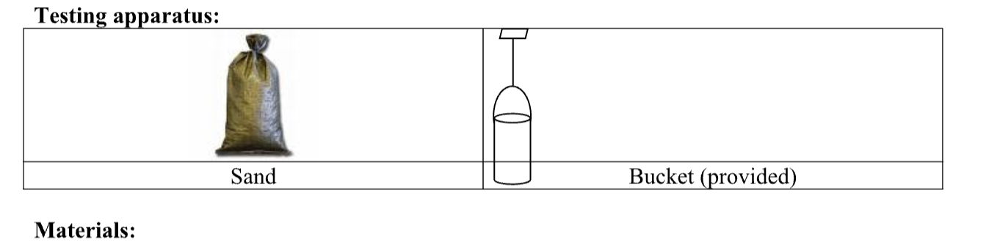 Testing apparatus:
Sand
Bucket (provided)
Materials: